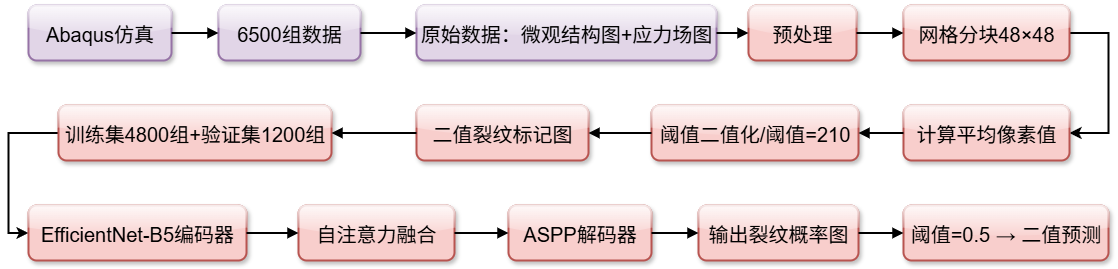 Abaqus仿真
6500组数据
原始数据：微观结构图+应力场图
预处理
网格分块48×48
计算平均像素值
阈值二值化/阈值=210
二值裂纹标记图
训练集4800组+验证集1200组
EfficientNet-B5编码器
自注意力融合
ASPP解码器
输出裂纹概率图
阈值=0.5 → 二值预测